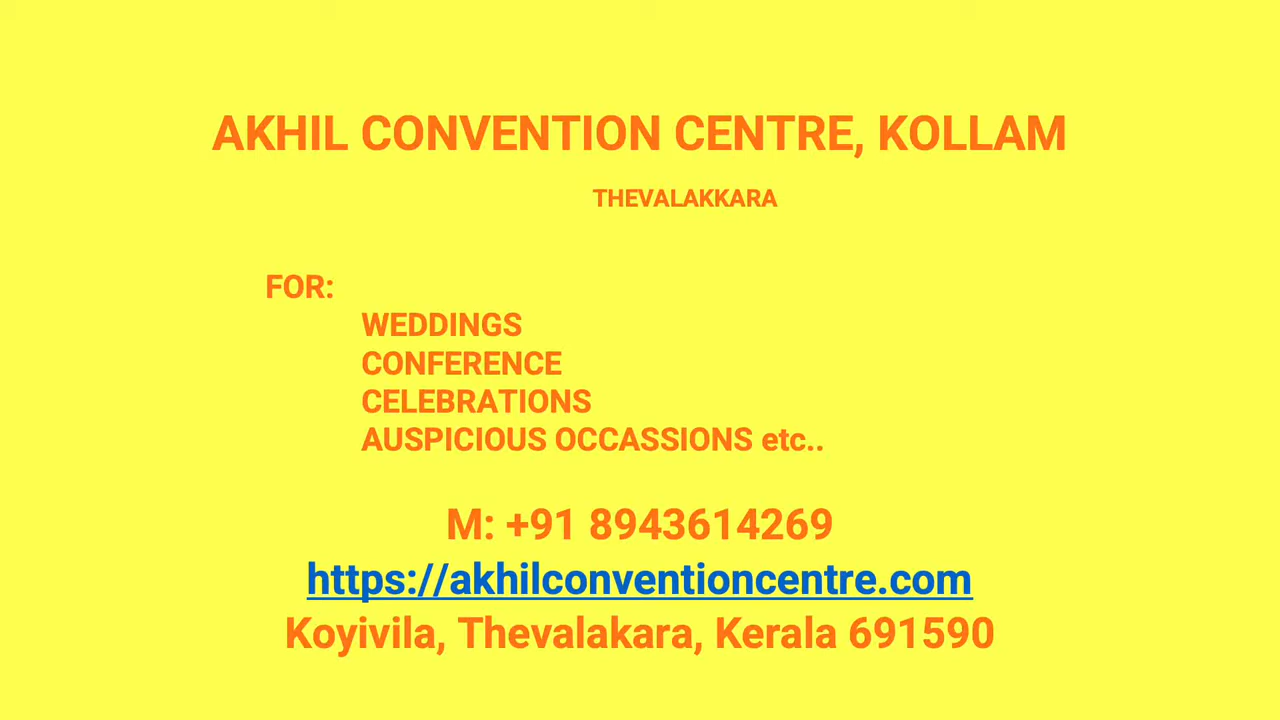 AKHIL CONVENTION CENTRE, KOLLAM
THEVALAKKARA
FOR:
WEDDINGS
CONFERENCE
CELEBRATIONS
AUSPICIOUS OCCASSIONS etc..
M: +91 8943614269
https://akhilconventioncentre.com
Koyivila, Thevalakara, Kerala 691590